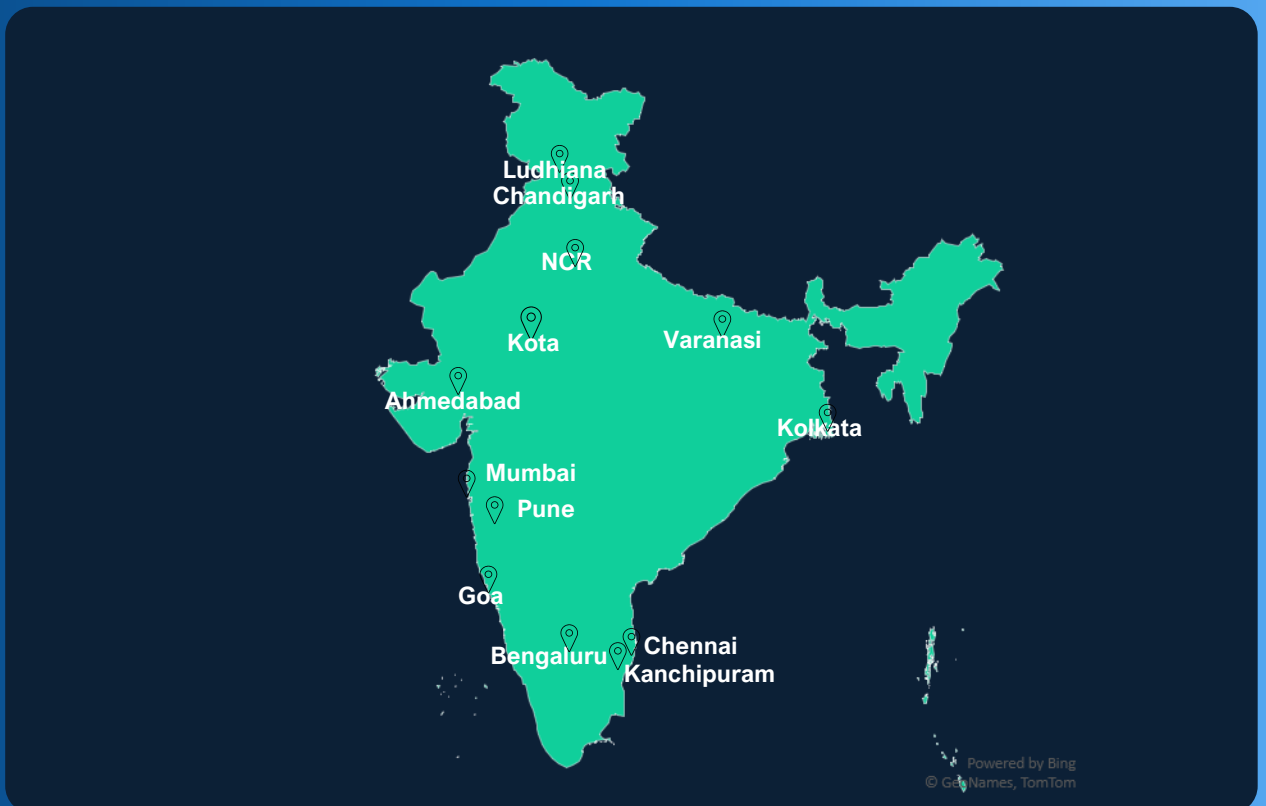 Ludhiana
Chandigarh
NCR
Kota
Varanasi
Ahmedabad
Kolkata
Mumbai
Pune
Goa
Bengaluru
Chennai
Kanchipuram
Powered by Bing
© GeoNames, TomTom